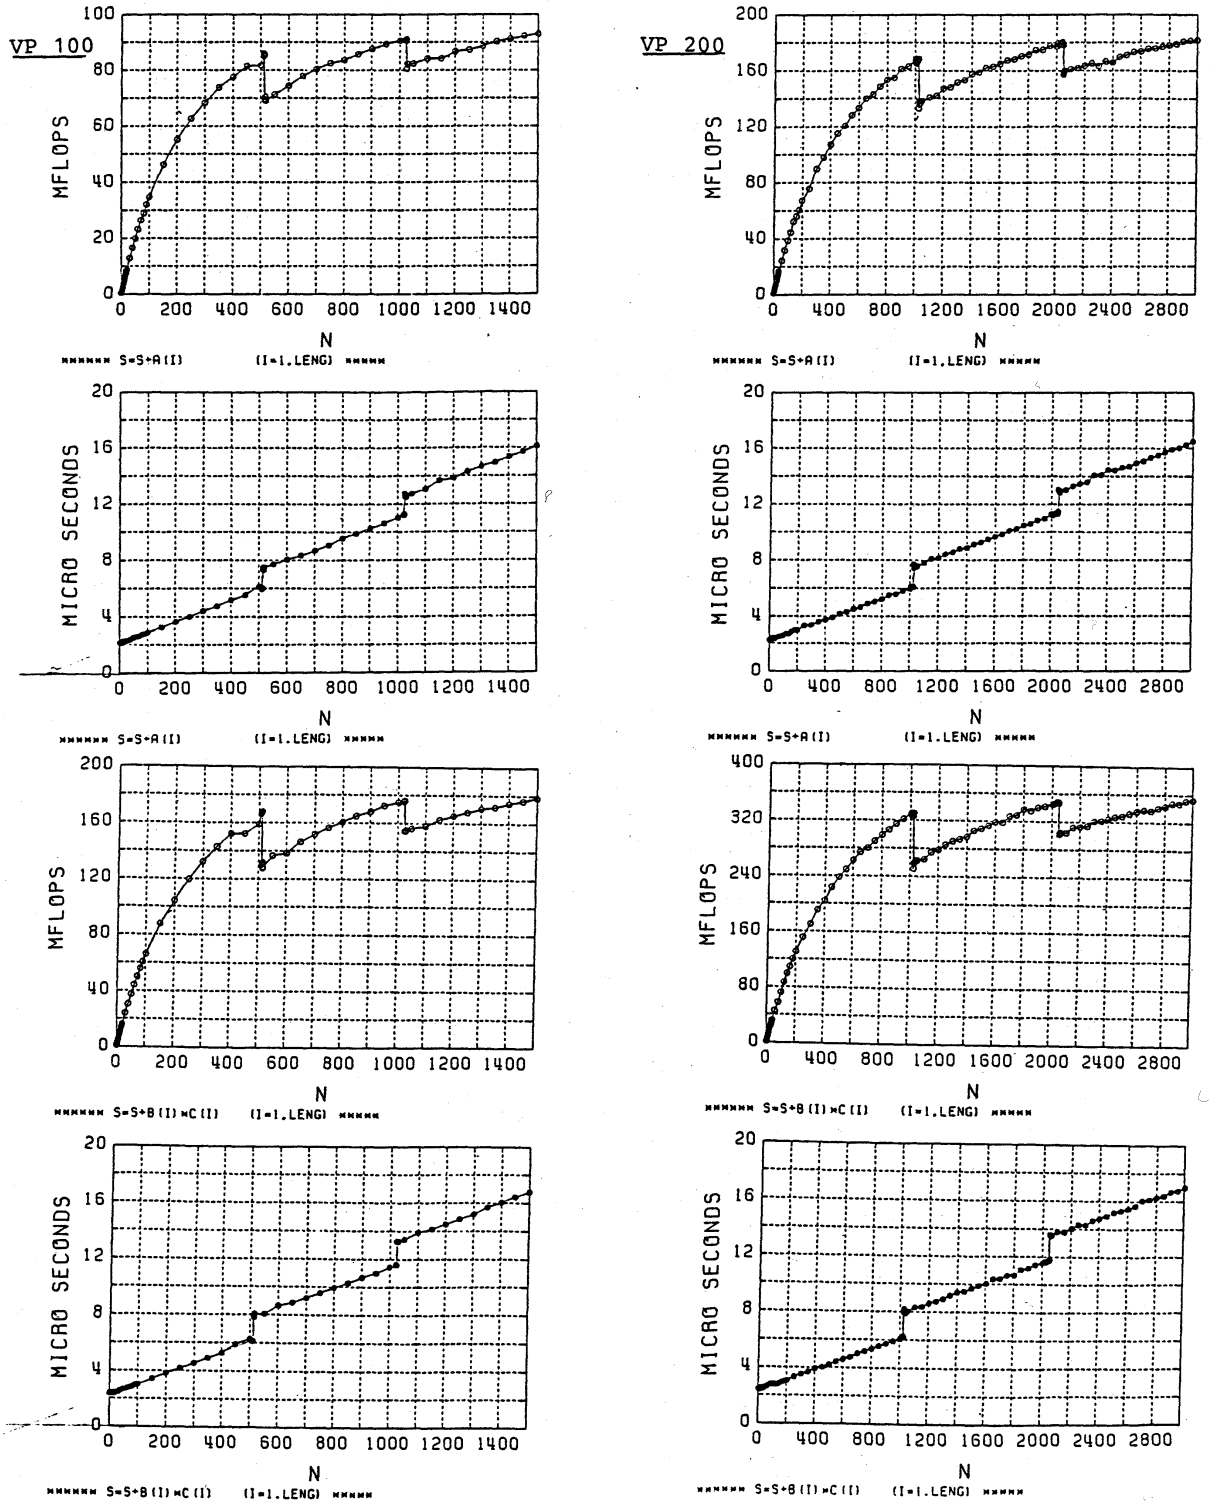 VP 100
100
80
60
40
20
0
MFLOPS
0 200 400 600 800 1000 1200 1400
N
****** S=S+A(I) (I=1.LENG) *****
VP 200
200
160
120
80
40
0
MFLOPS
0 400 800 1200 1600 2000 2400 2800
N
****** S=S+A(I) (I=1.LENG) *****
20
16
12
8
4
0
MICRO SECONDS
0 200 400 600 800 1000 1200 1400
N
****** S=S+A(I) (I=1.LENG) *****
20
16
12
8
4
0
MICRO SECONDS
0 400 800 1200 1600 2000 2400 2800
N
****** S=S+A(I) (I=1.LENG) *****
200
160
120
80
40
0
MFLOPS
0 200 400 600 800 1000 1200 1400
N
****** S=S+B(I)*C(I) (I=1.LENG) *****
400
320
240
160
80
0
MFLOPS
0 400 800 1200 1600 2000 2400 2800
N
****** S=S+B(I)*C(I) (I=1.LENG) *****
20
16
12
8
4
0
MICRO SECONDS
0 200 400 600 800 1000 1200 1400
N
****** S=S+B(I)*C(I) (I=1.LENG) *****
20
16
12
8
4
0
MICRO SECONDS
0 400 800 1200 1600 2000 2400 2800
N
****** S=S+B(I)*C(I) (I=1.LENG) *****